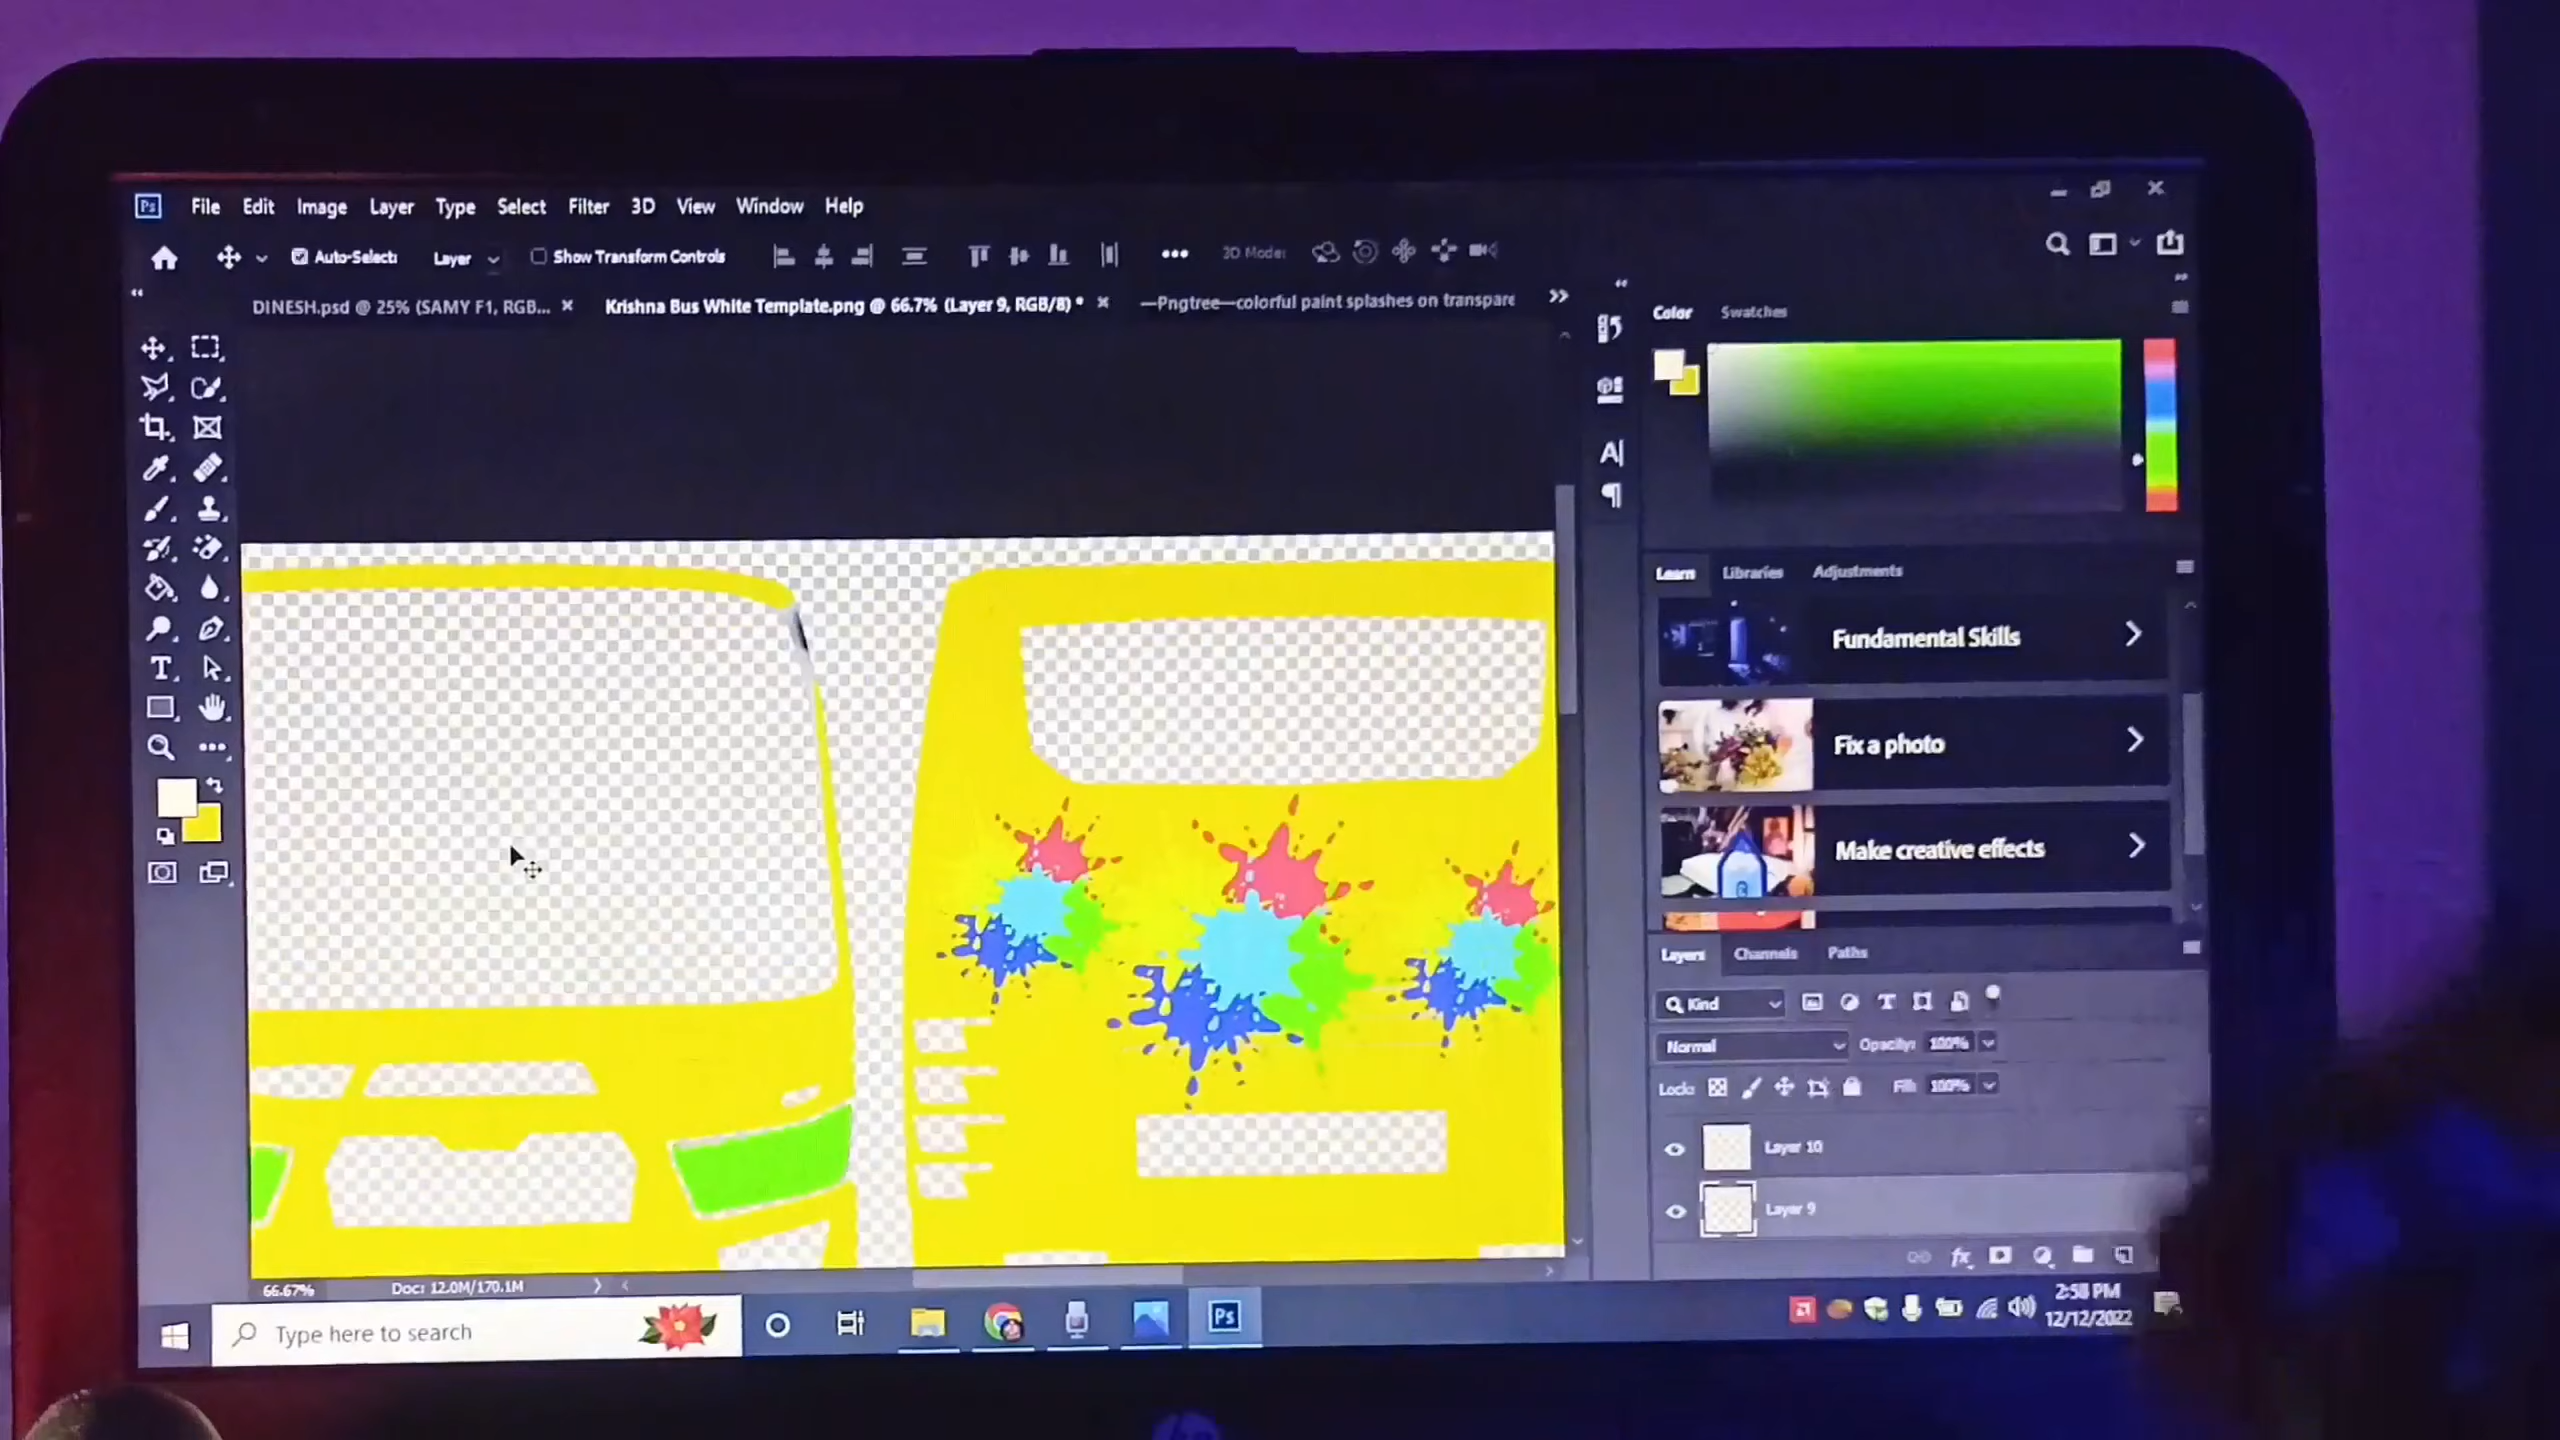 Ps File Edit Image Layer Type Select Filter 3D View Window Help
Auto-Select: Layer Show Transform Controls ••• 3D Mode:
DINESH.psd @ 25% (SAMY F1, RGB... × Krishna Bus White Template.png @ 66.7% (Layer 9, RGB/8) * × —Pngtree—colorful paint splashes on transpare
Color Swatches
Learn Libraries Adjustments
Fundamental Skills
Fix a photo
Make creative effects
Layers Channels Paths
Kind
Normal Opacity: 100%
Lock: Fill: 100%
Layer 10
Layer 9
fx
66.67% Doc: 12.0M/170.1M
Type here to search
Ps
2:58 PM
12/12/2022
hp